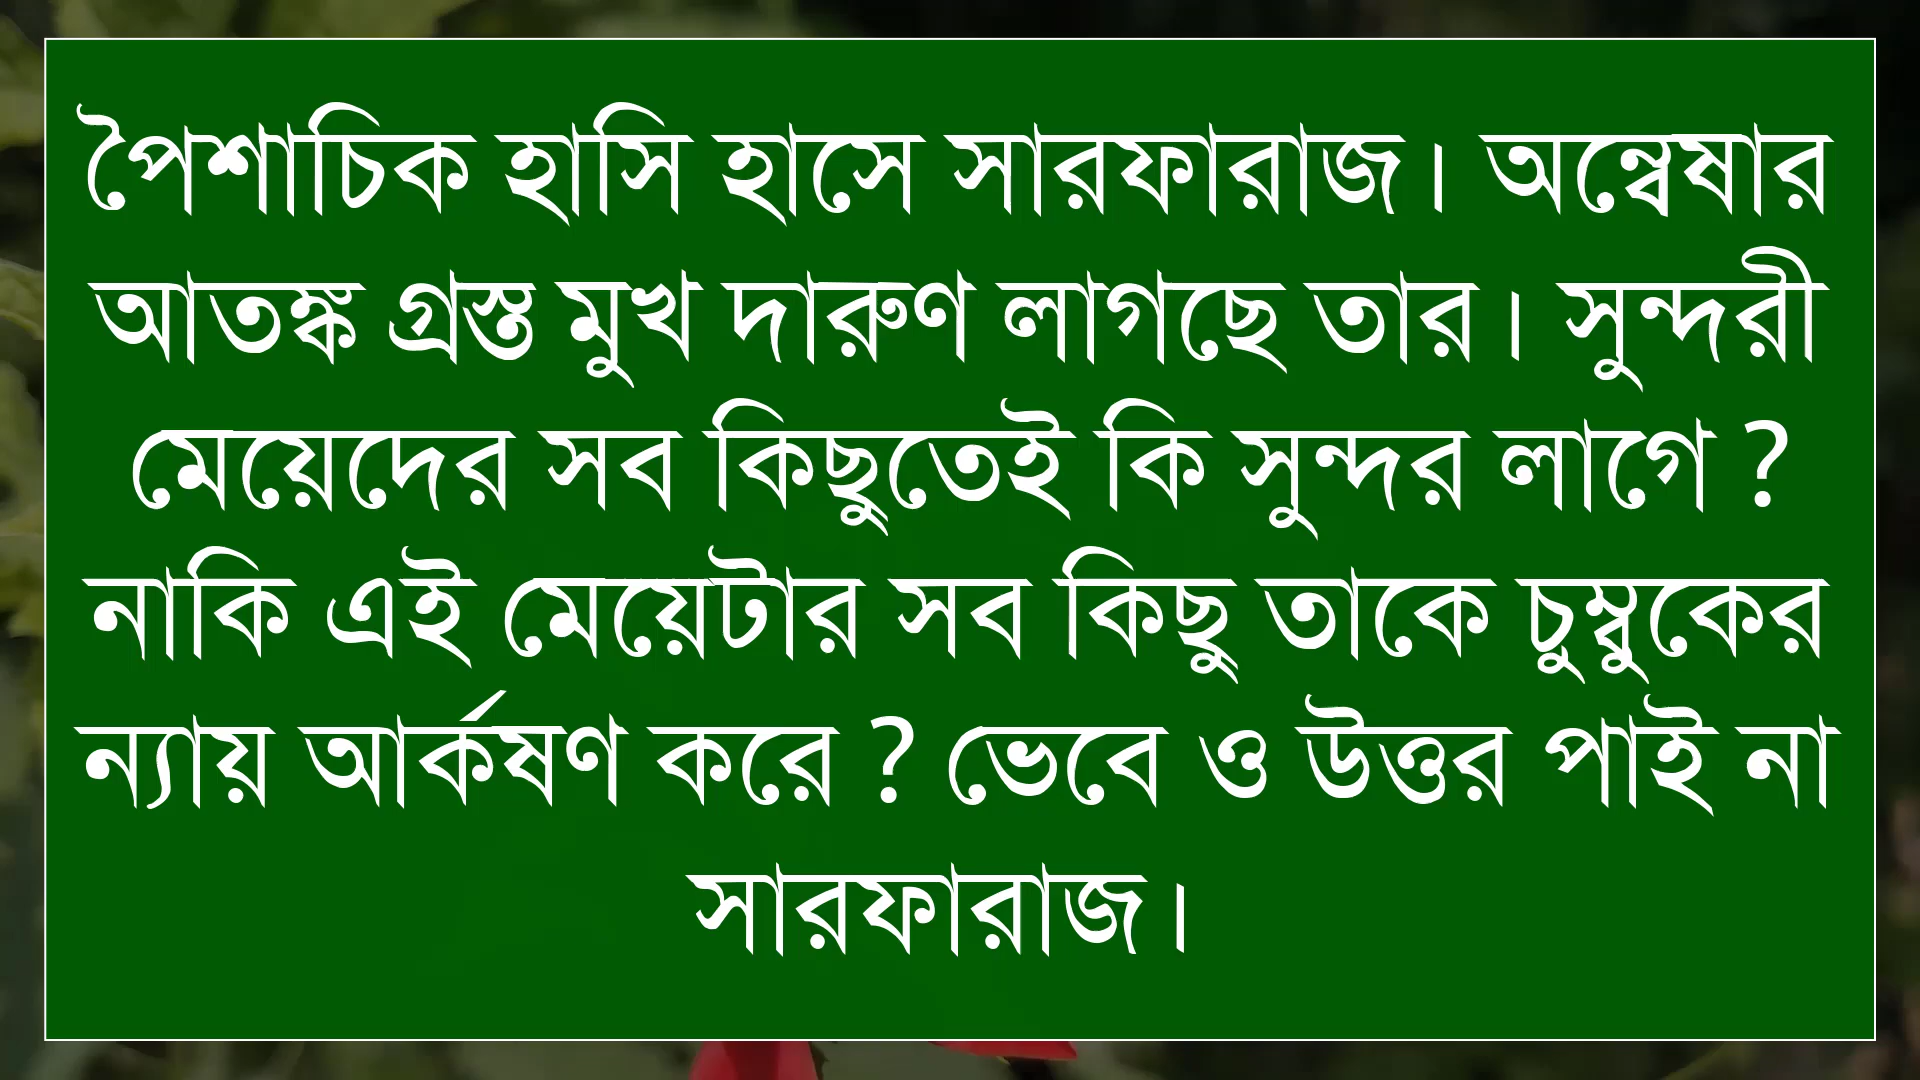 পৈশাচিক হাসি হাসে সারফারাজ। অন্বেষার
আতঙ্ক গ্রস্ত মুখ দারুণ লাগছে তার। সুন্দরী
মেয়েদের সব কিছুতেই কি সুন্দর লাগে ?
নাকি এই মেয়েটার সব কিছু তাকে চুম্বুকের
ন্যায় আর্কষণ করে ? ভেবে ও উত্তর পাই না
সারফারাজ।